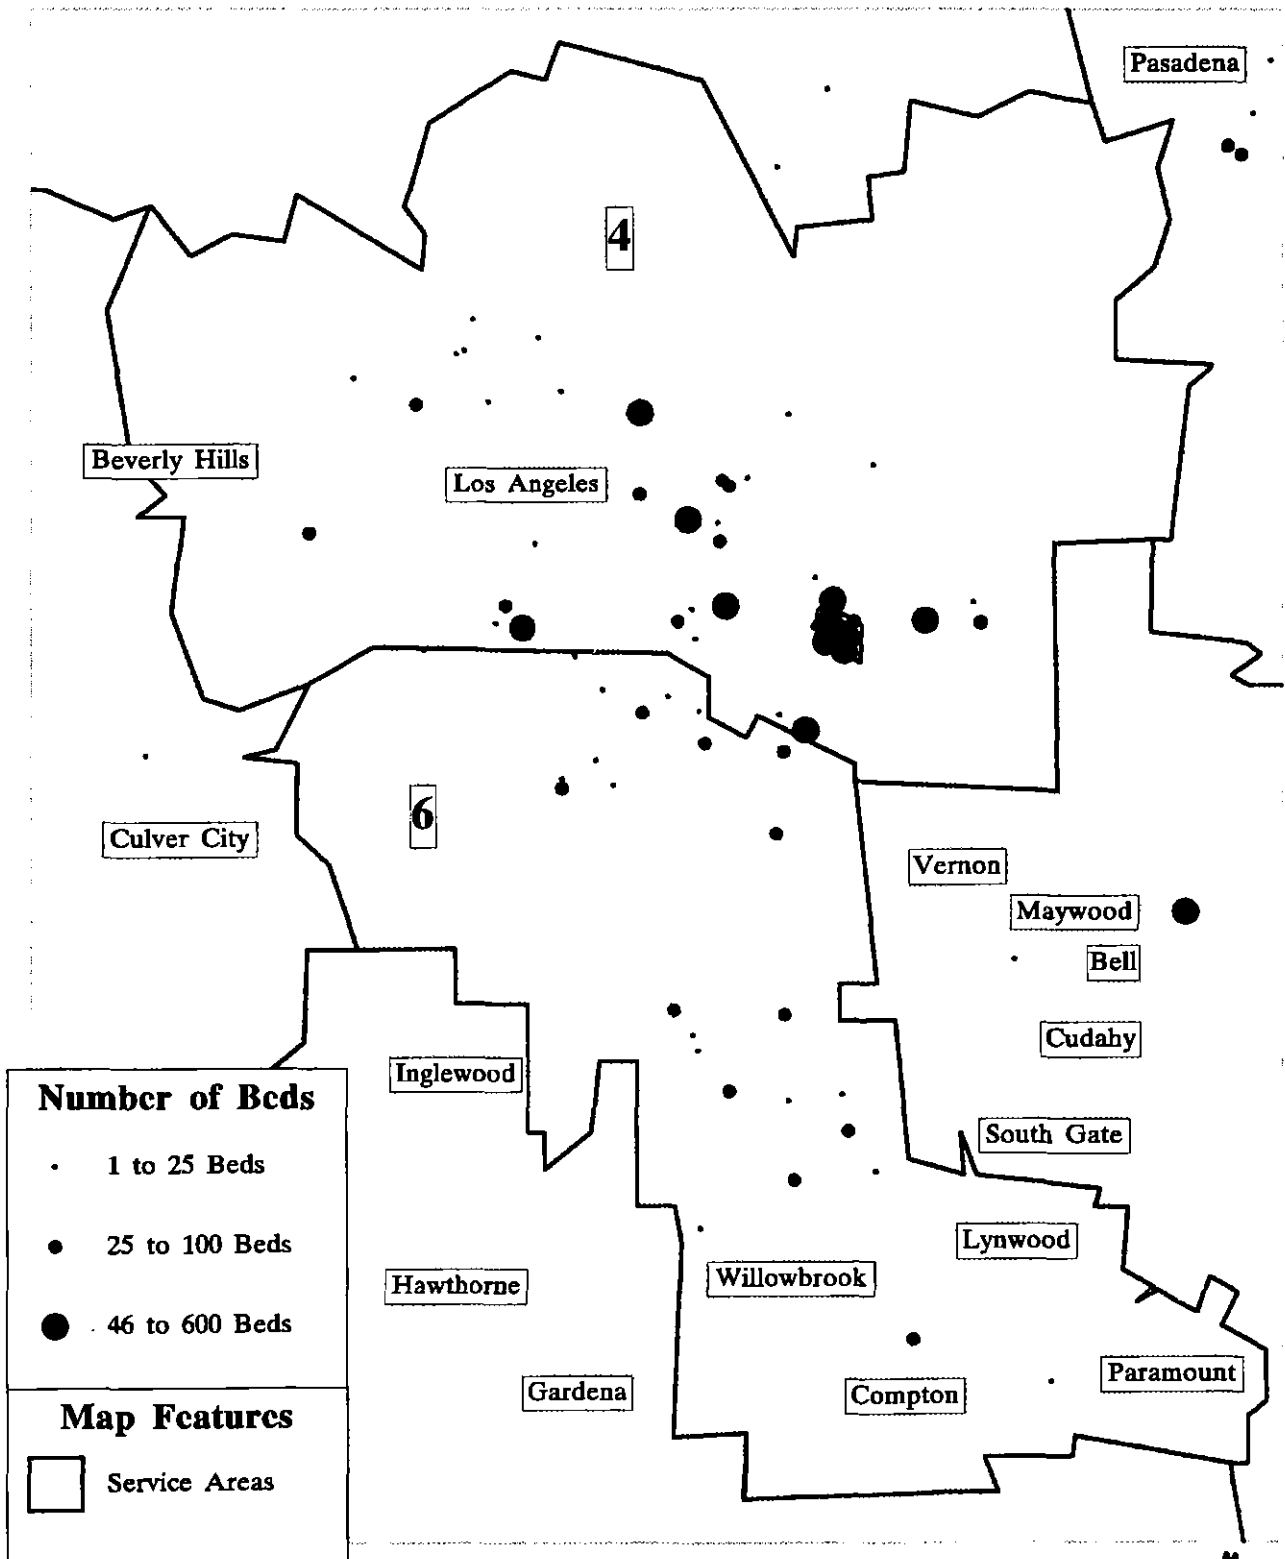 Pasadena
4
Beverly Hills
Los Angeles
Culver City
6
Vernon
Maywood
Bell
Cudahy
Inglewood
South Gate
Lynwood
Willowbrook
Hawthorne
Paramount
Gardena
Compton
Number of Beds
1 to 25 Beds
25 to 100 Beds
46 to 600 Beds
Map Features
Service Areas